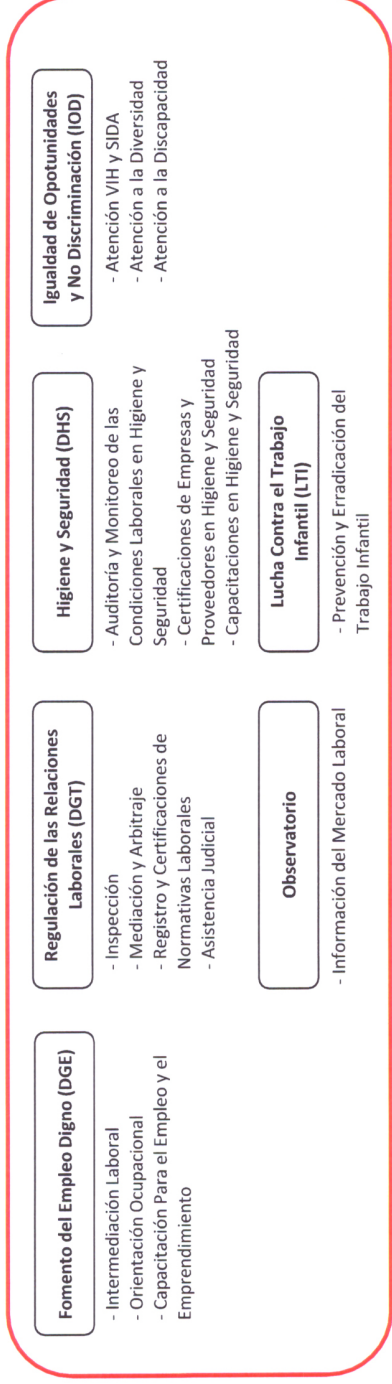 Fomento del Empleo Digno (DGE)
- Intermediación Laboral
- Orientación Ocupacional
- Capacitación Para el Empleo y el
Emprendimiento
Regulación de las Relaciones
Laborales (DGT)
- Inspección
- Mediación y Arbitraje
- Registro y Certificaciones de
Normativas Laborales
- Asistencia Judicial
Higiene y Seguridad (DHS)
- Auditoría y Monitoreo de las
Condiciones Laborales en Higiene y
Seguridad
- Certificaciones de Empresas y
Proveedores en Higiene y Seguridad
- Capacitaciones en Higiene y Seguridad
Igualdad de Opotunidades
y No Discriminación (IOD)
- Atención VIH y SIDA
- Atención a la Diversidad
- Atención a la Discapacidad
Observatorio
- Información del Mercado Laboral
Lucha Contra el Trabajo
Infantil (LTI)
- Prevención y Erradicación del
Trabajo Infantil